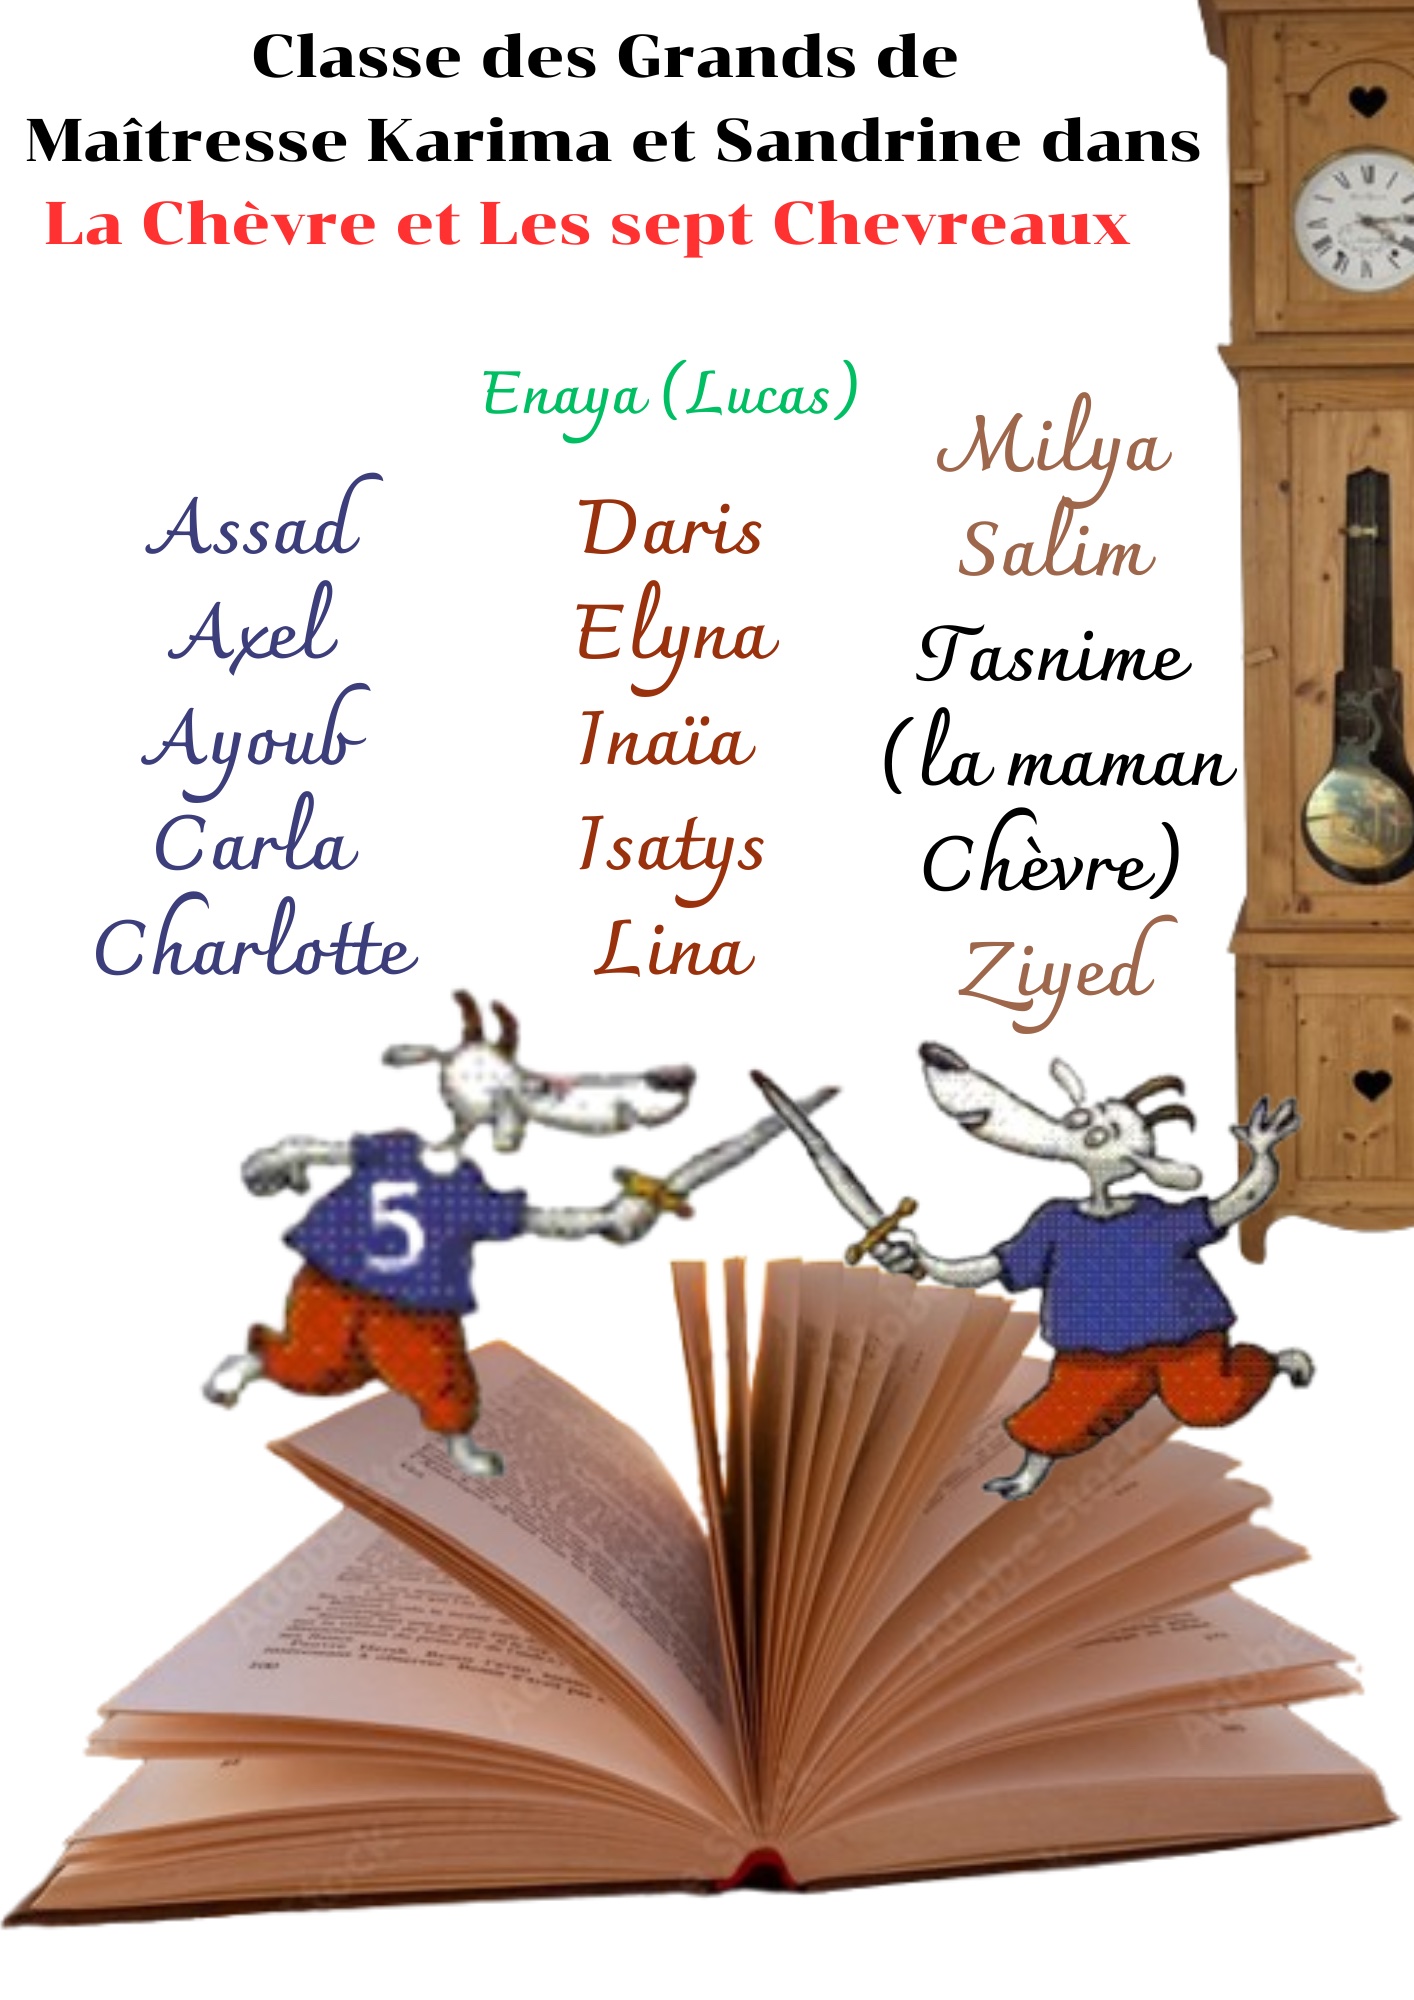 Classe des Grands de
Maîtresse Karima et Sandrine dans
La Chèvre et Les sept Chevreaux
Enaya (Lucas)
Assad
Axel
Ayoub
Carla
Charlotte
Daris
Elyna
Inaïa
Isatys
Lina
Milya
Salim
Tasnime
(la maman
Chèvre)
Ziyed
5